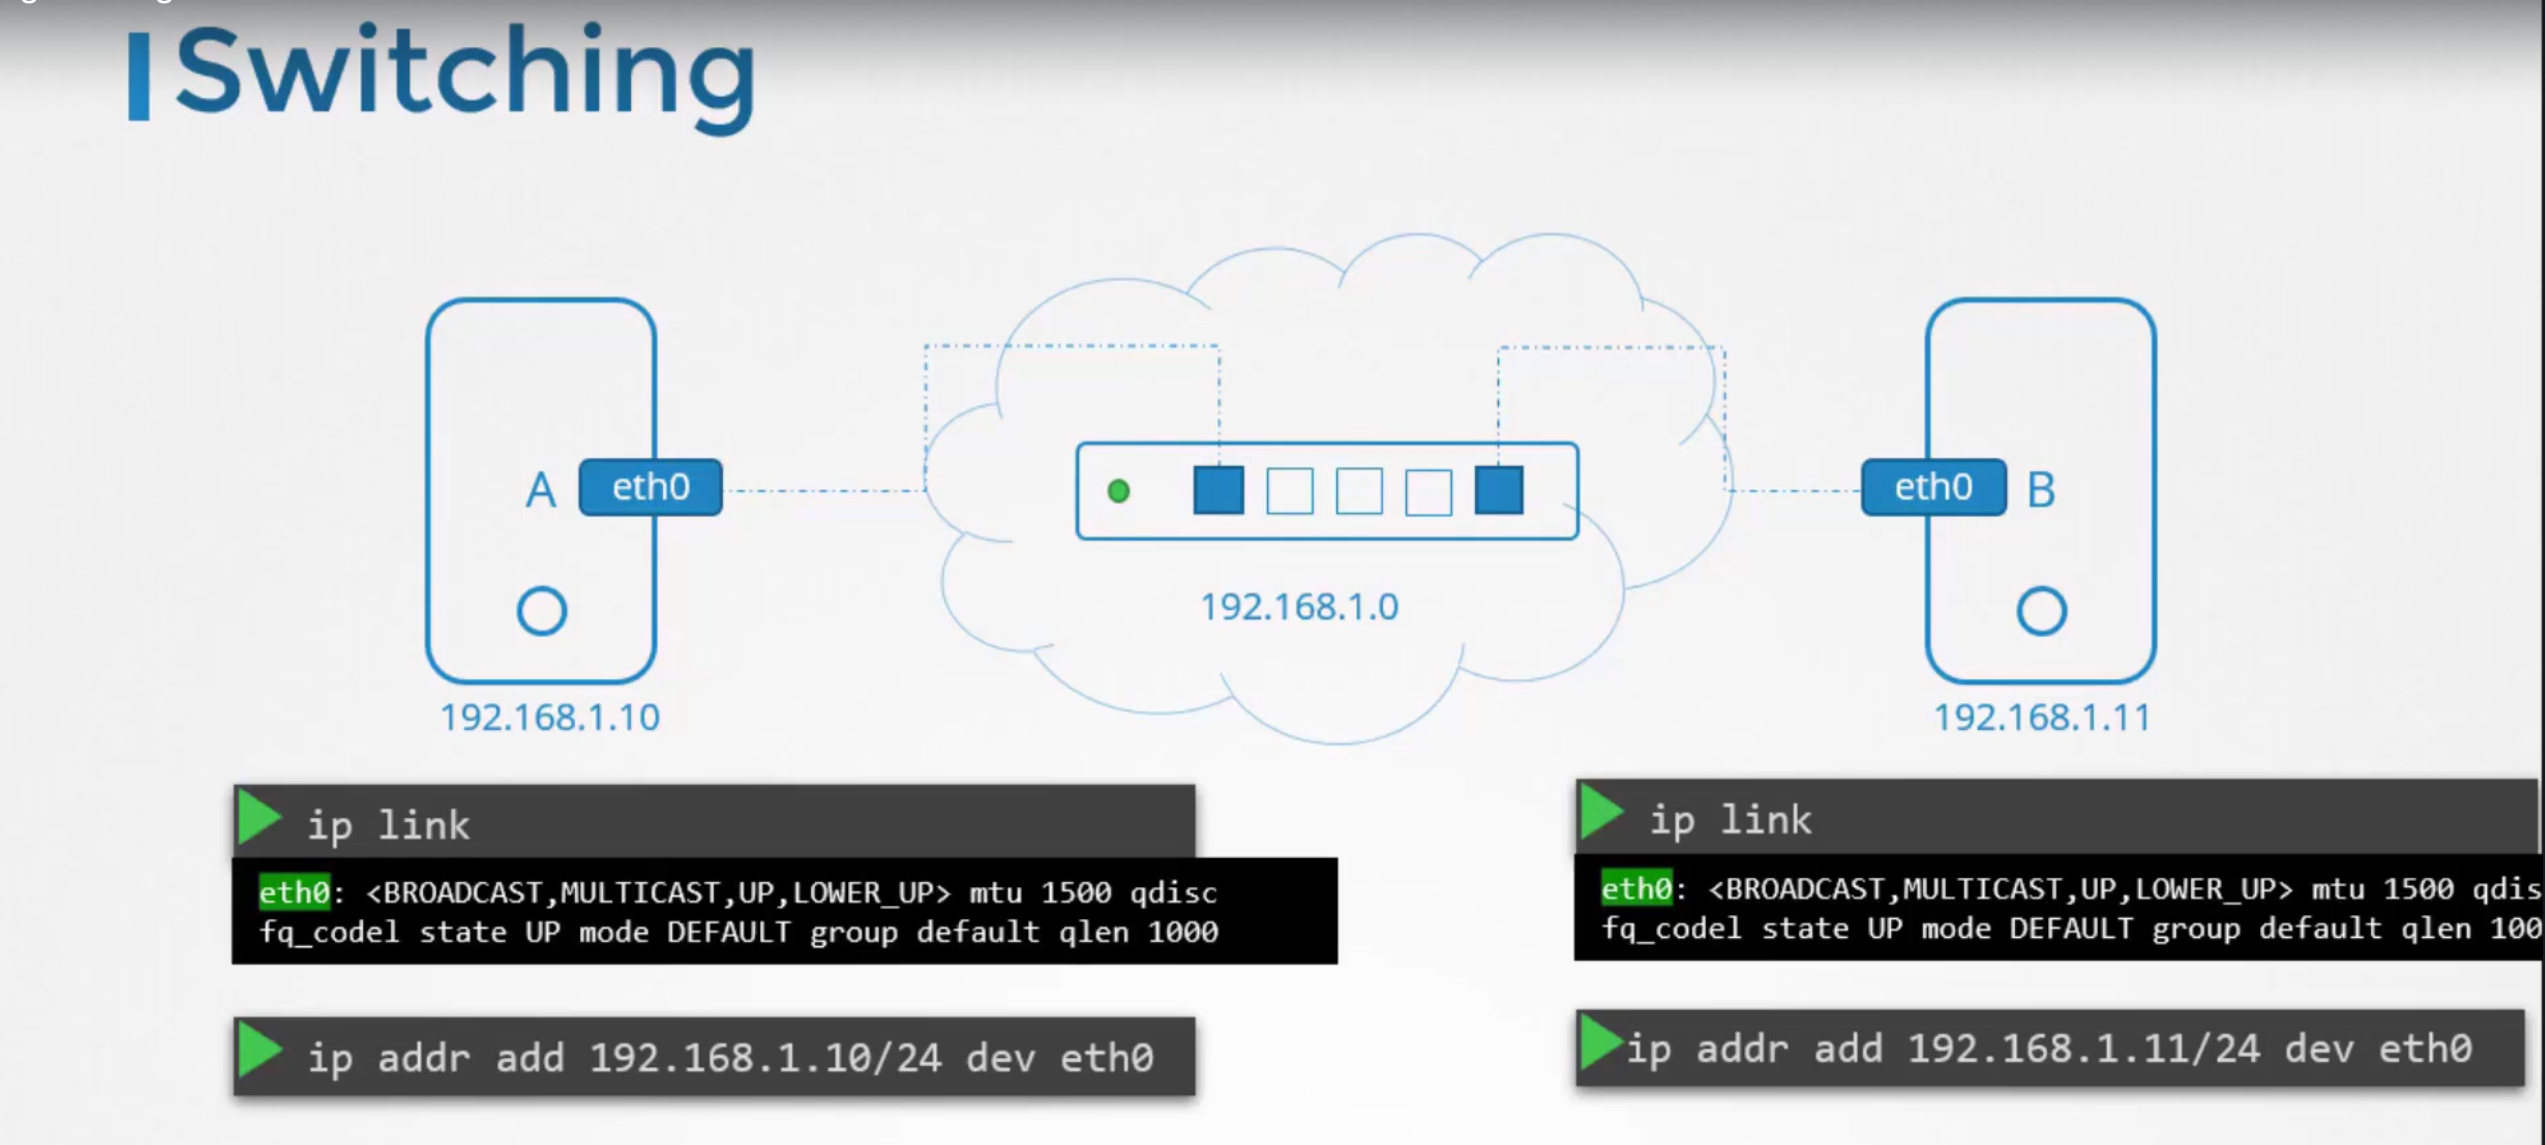 Switching
A
eth0
eth0
B
192.168.1.0
192.168.1.10
192.168.1.11
ip link
eth0: <BROADCAST,MULTICAST,UP,LOWER_UP> mtu 1500 qdisc
fq_codel state UP mode DEFAULT group default qlen 1000
ip addr add 192.168.1.10/24 dev eth0
ip link
eth0: <BROADCAST,MULTICAST,UP,LOWER_UP> mtu 1500 qdis
fq_codel state UP mode DEFAULT group default qlen 100
ip addr add 192.168.1.11/24 dev eth0